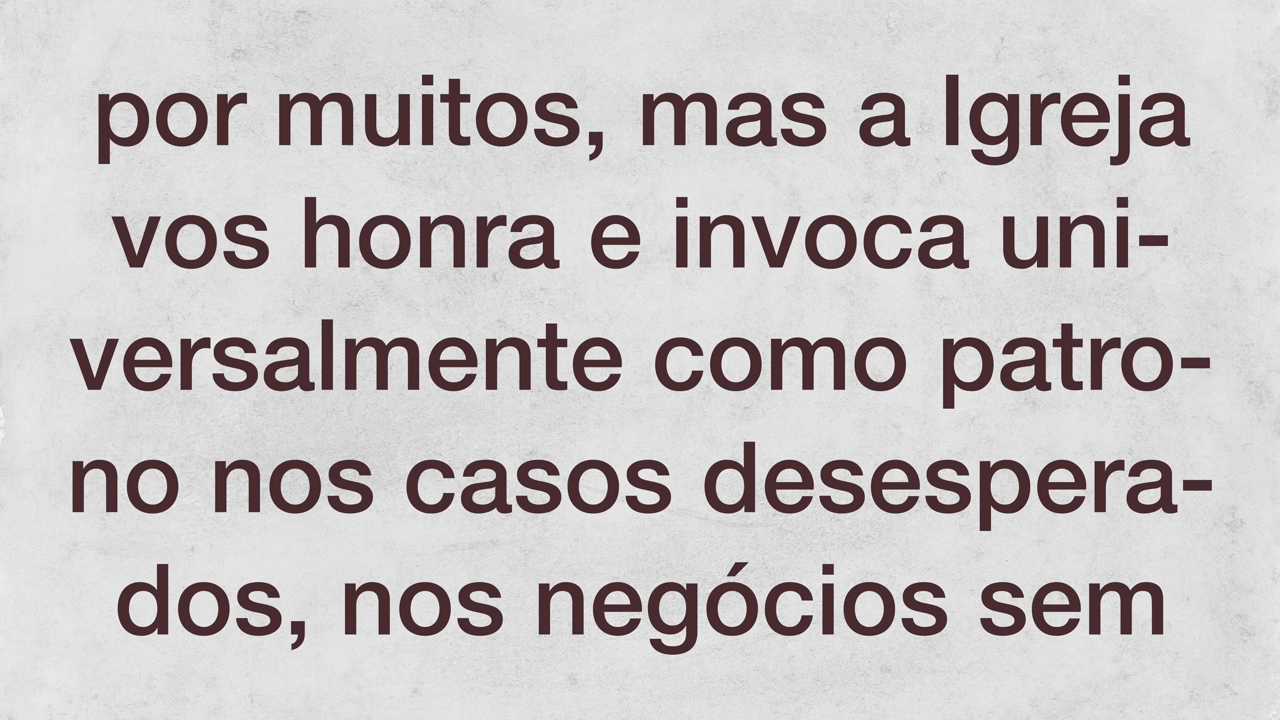 por muitos, mas a Igreja
vos honra e invoca uni-
versalmente como patro-
no nos casos desespera-
dos, nos negócios sem